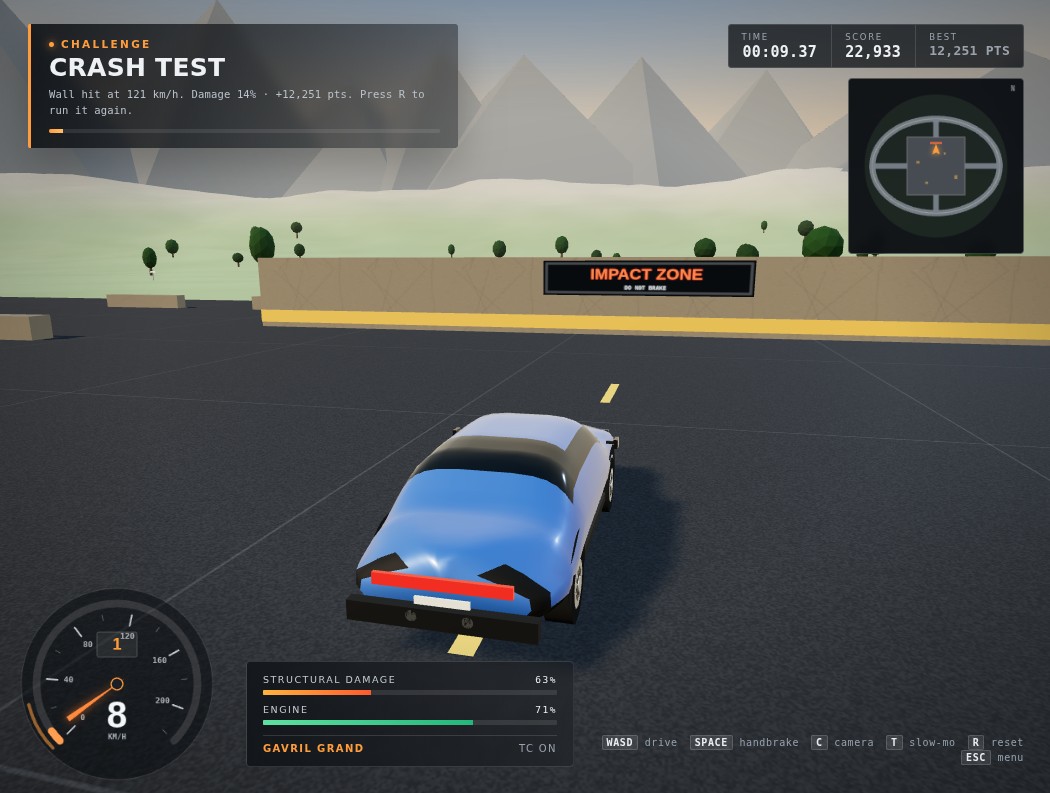 CHALLENGE
CRASH TEST
Wall hit at 121 km/h. Damage 14% · +12,251 pts. Press R to
run it again.
TIME SCORE BEST
00:09.37 22,933 12,251 PTS
N
IMPACT ZONE
DO NOT BRAKE
0 40 80 120 160 200
1
8
KM/H
STRUCTURAL DAMAGE 63%
ENGINE 71%
GAVRIL GRAND TC ON
WASD drive SPACE handbrake C camera T slow-mo R reset
ESC menu